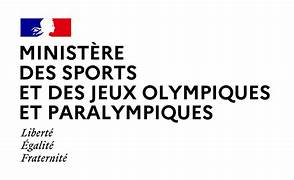 MINISTÈRE
DES SPORTS
ET DES JEUX OLYMPIQUES
ET PARALYMPIQUES
Liberté
Égalité
Fraternité